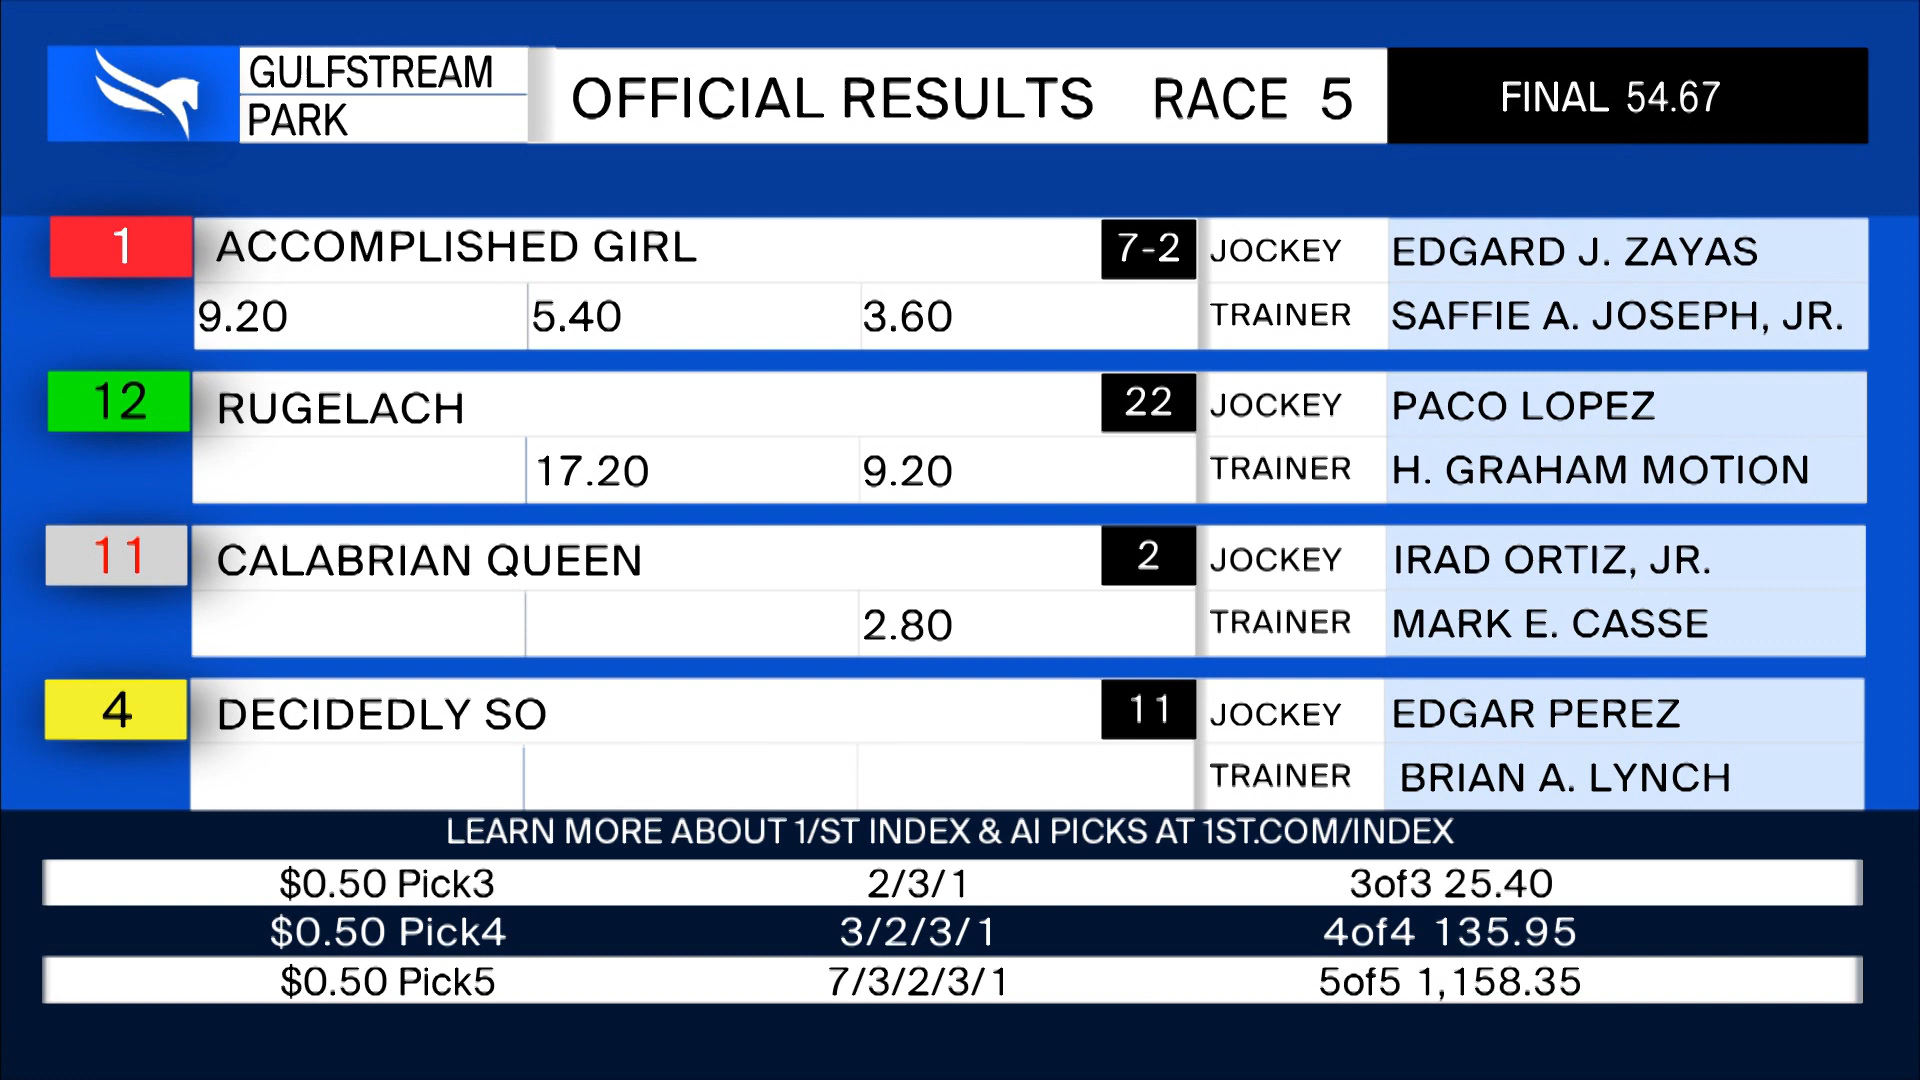 GULFSTREAM
PARK
OFFICIAL RESULTS RACE 5
FINAL 54.67
1 ACCOMPLISHED GIRL 7-2 JOCKEY EDGARD J. ZAYAS
9.20 5.40 3.60 TRAINER SAFFIE A. JOSEPH, JR.
12 RUGELACH 22 JOCKEY PACO LOPEZ
17.20 9.20 TRAINER H. GRAHAM MOTION
11 CALABRIAN QUEEN 2 JOCKEY IRAD ORTIZ, JR.
2.80 TRAINER MARK E. CASSE
4 DECIDEDLY SO 11 JOCKEY EDGAR PEREZ
TRAINER BRIAN A. LYNCH
LEARN MORE ABOUT 1/ST INDEX & AI PICKS AT 1ST.COM/INDEX
$0.50 Pick3 2/3/1 3of3 25.40
$0.50 Pick4 3/2/3/1 4of4 135.95
$0.50 Pick5 7/3/2/3/1 5of5 1,158.35